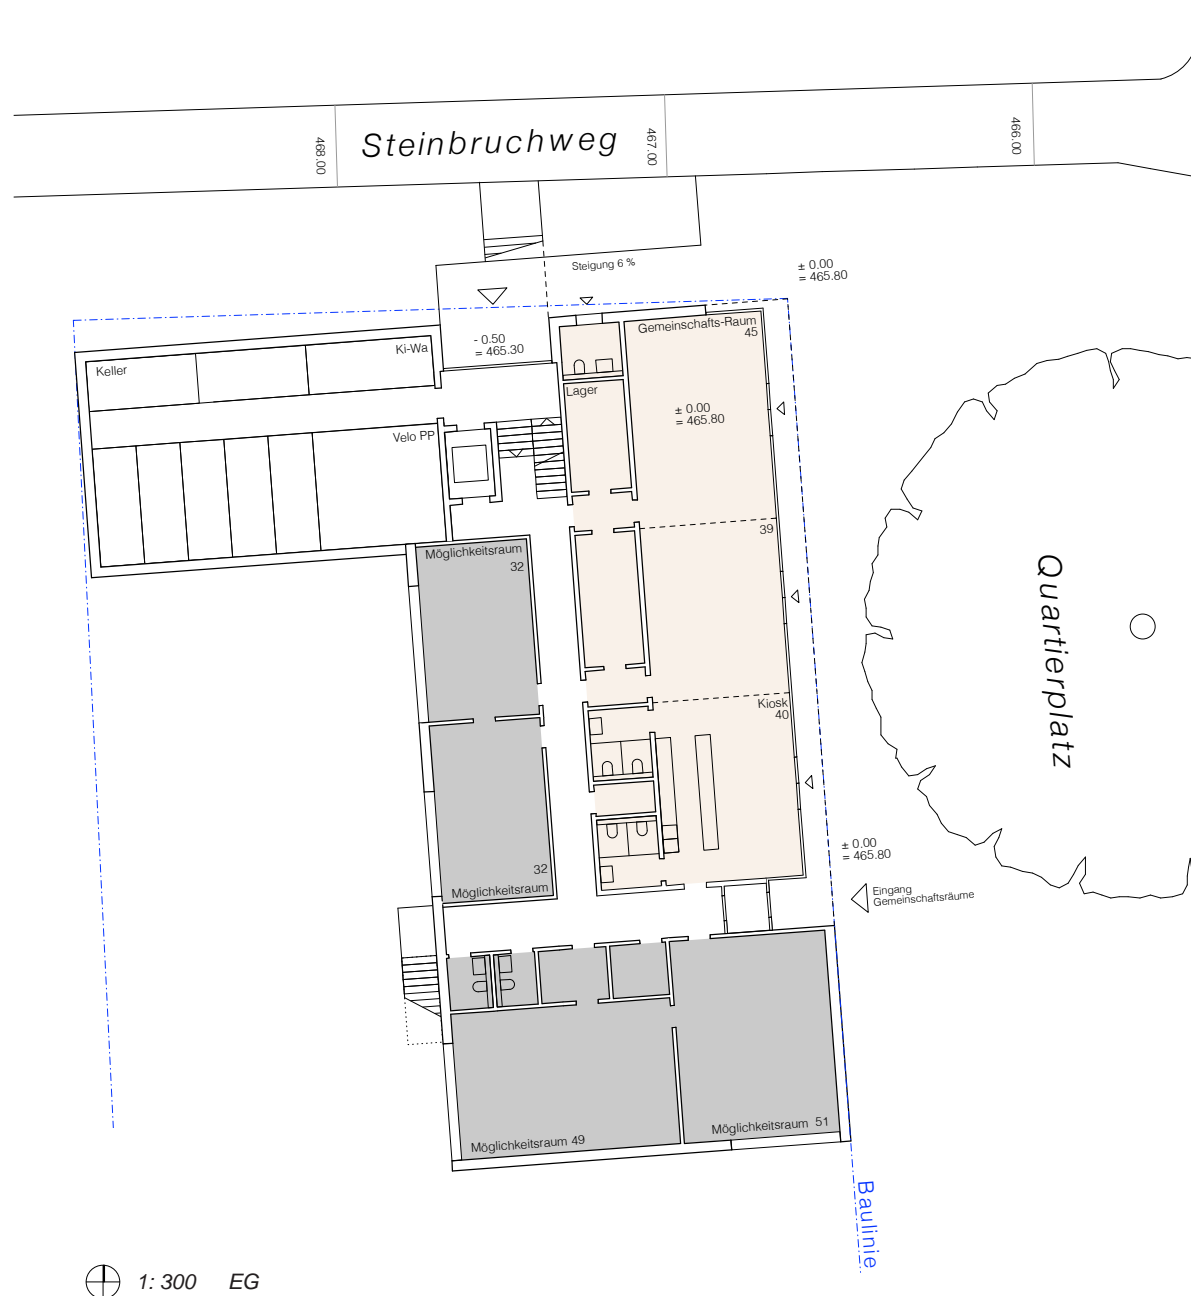 468.00
Steinbruchweg
467.00
466.00
Steigung 6 %
± 0.00
= 465.80
- 0.50
= 465.30
Gemeinschafts-Raum
45
Ki-Wa
Keller
Lager
± 0.00
= 465.80
Velo PP
39
Möglichkeitsraum
32
Quartierplatz
Kiosk
40
± 0.00
= 465.80
32
Möglichkeitsraum
Eingang
Gemeinschaftsräume
Möglichkeitsraum 49
Möglichkeitsraum 51
Baulinie
1: 300 EG